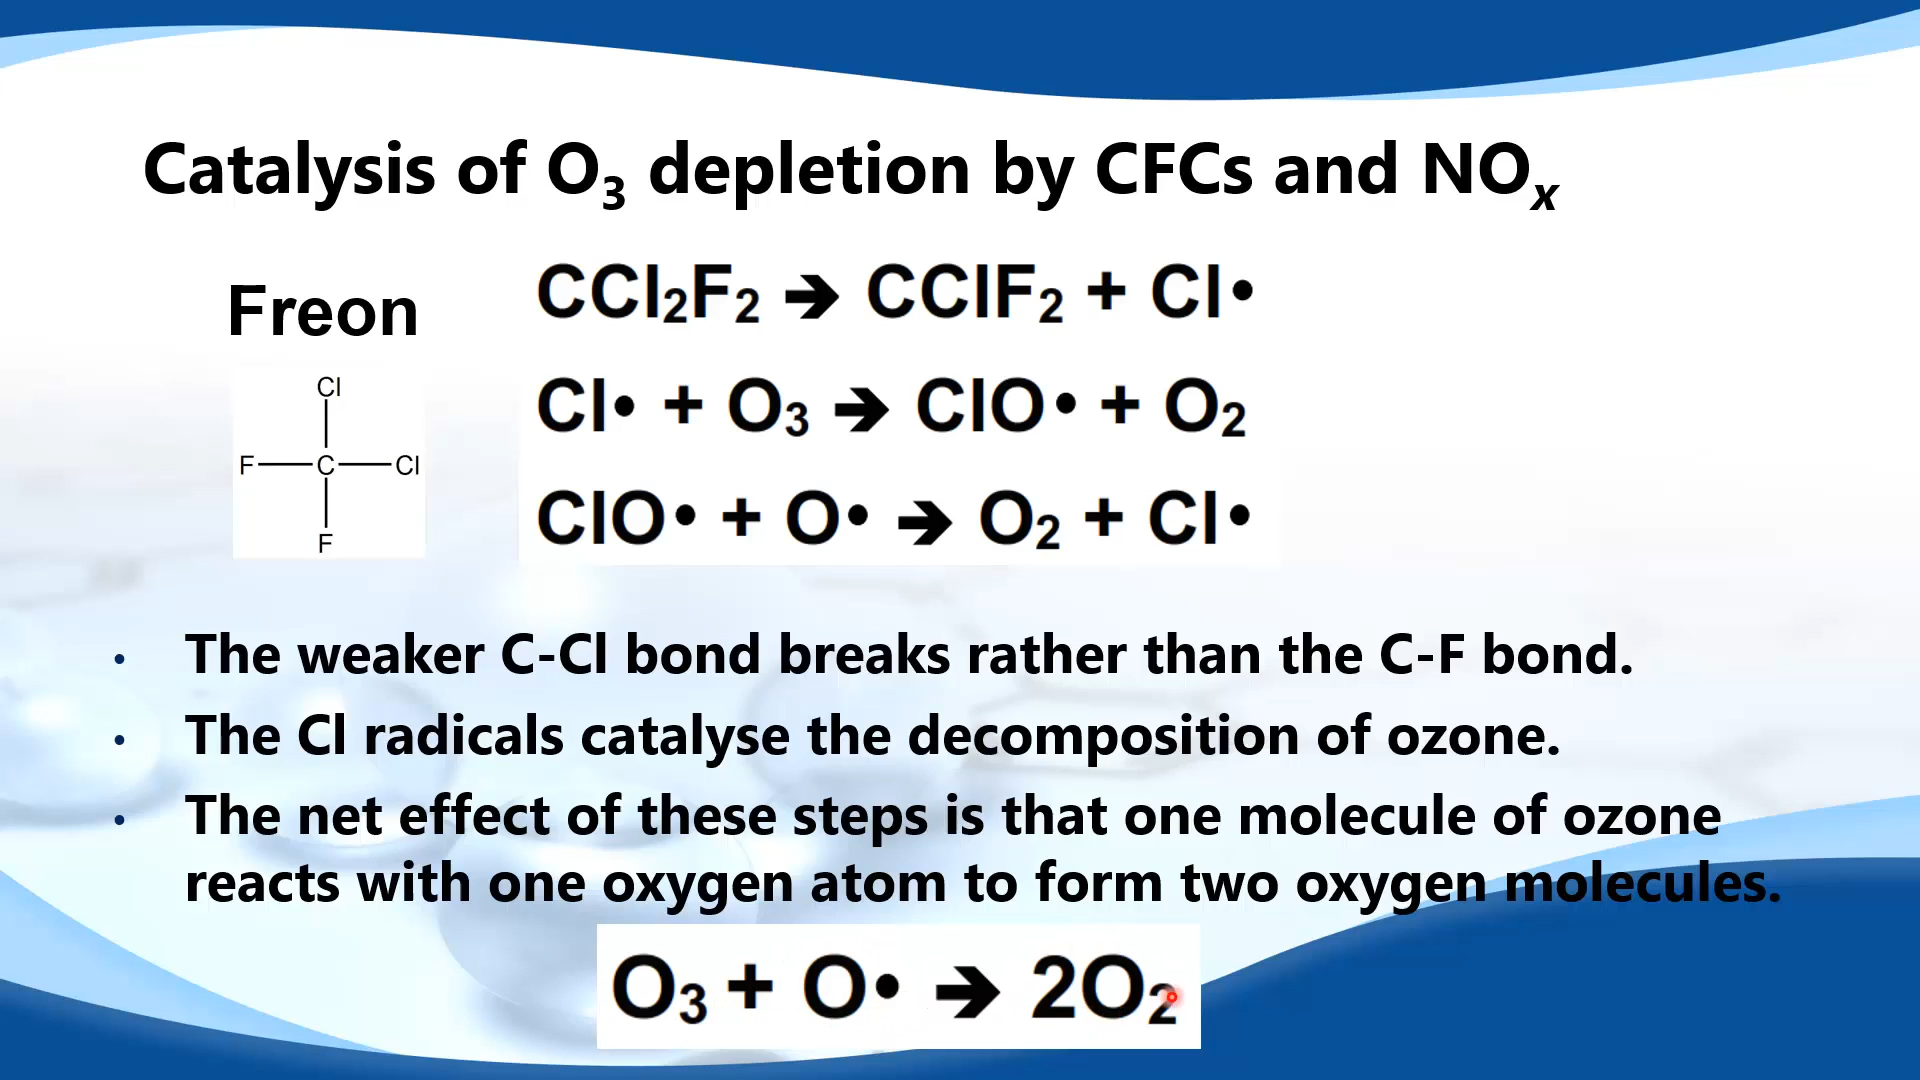 Catalysis of O₃ depletion by CFCs and NOₓ
Freon
CCl₂F₂ ➔ CClF₂ + Cl•
Cl• + O₃ ➔ ClO• + O₂
ClO• + O• ➔ O₂ + Cl•
Cl
F C Cl
F
• The weaker C-Cl bond breaks rather than the C-F bond.
• The Cl radicals catalyse the decomposition of ozone.
• The net effect of these steps is that one molecule of ozone
reacts with one oxygen atom to form two oxygen molecules.
O₃ + O• ➔ 2O₂